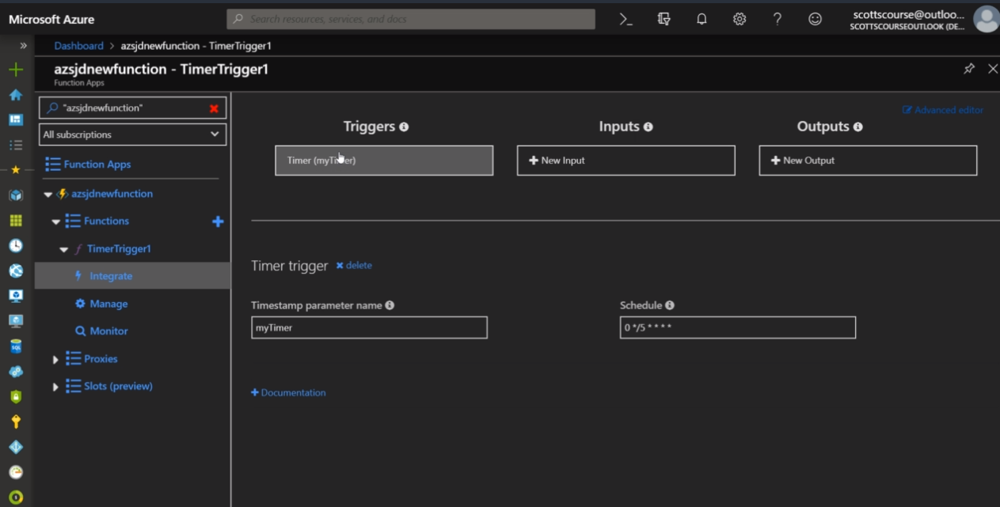 Microsoft Azure
Search resources, services, and docs
scottscourse@outloo...
SCOTTSCOURSEOUTLOOK (DE...
Dashboard > azsjdnewfunction - TimerTrigger1
azsjdnewfunction - TimerTrigger1
Function Apps
"azsjdnewfunction"
All subscriptions
Function Apps
azsjdnewfunction
Functions
TimerTrigger1
Integrate
Manage
Monitor
Proxies
Slots (preview)
Advanced editor
Triggers
Inputs
Outputs
Timer (myTimer)
New Input
New Output
Timer trigger
delete
Timestamp parameter name
Schedule
myTimer
0 */5 * * * *
Documentation